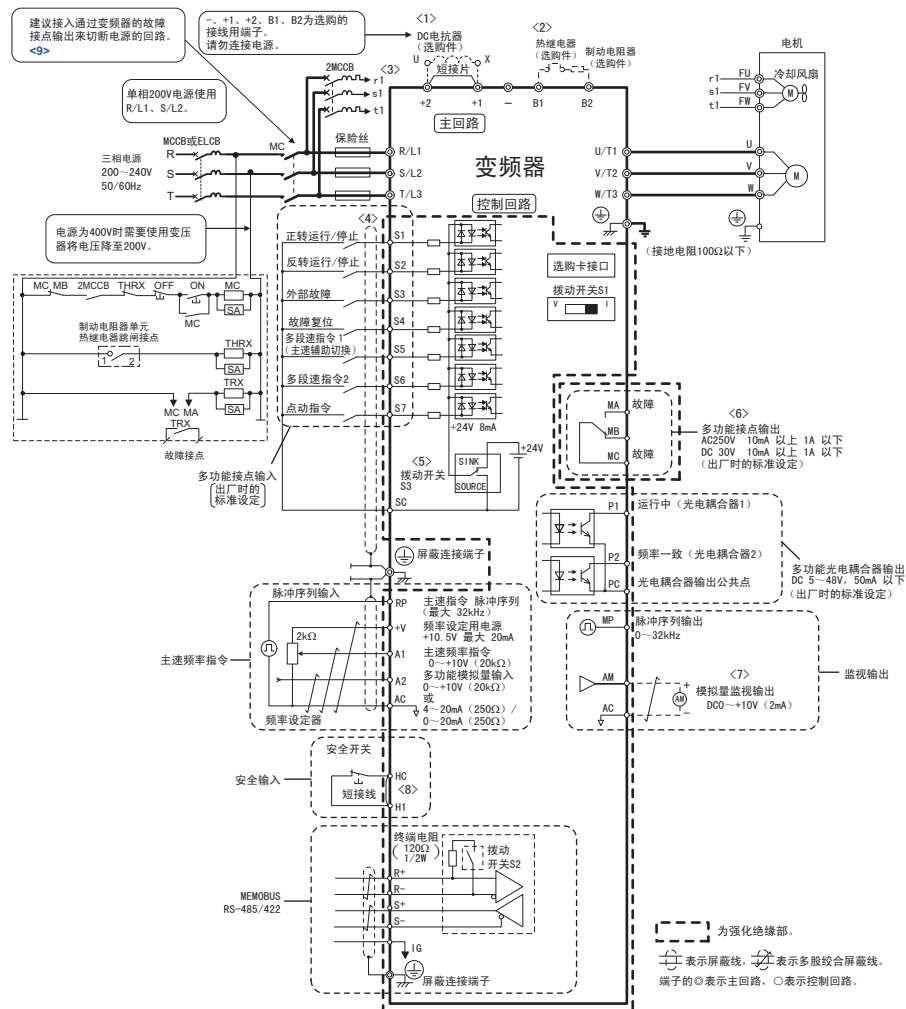 建议接入通过变频器的故障
接点输出来切断电源的回路。
<9>
-、+1、+2、B1、B2为选购的
接线用端子。
请勿连接电源。
<1>
DC电抗器
(选购件)
U X
短接片
<2>
热继电器
(选购件)
制动电阻器
(选购件)
电机
2MCCB
<3>
r1
s1
t1
+2 +1 - B1 B2
主回路
r1 FU
s1 FV
t1 FW
冷却风扇
M
单相200V电源使用
R/L1、S/L2。
MCCB或ELCB
MC
保险丝
三相电源
200～240V
50/60Hz
R
S
T
R/L1
S/L2
T/L3
变频器
U/T1
V/T2
W/T3
U
V
W
M
控制回路
(接地电阻100Ω以下)
电源为400V时需要使用变压
器将电压降至200V。
<4>
正转运行/停止 S1
反转运行/停止 S2
外部故障 S3
故障复位 S4
多段速指令1
(主速辅助切换) S5
多段速指令2 S6
点动指令 S7
选购卡接口
拨动开关S1
V I
MC MB 2MCCB THRX OFF ON MC
SA
MC
制动电阻器单元
热继电器跳闸接点
1 2
THRX
SA
TRX
SA
MC MA
TRX
故障接点
+24V 8mA
+24V
<5>
拨动开关
S3
SINK
SOURCE
SC
多功能接点输入
出厂时的
标准设定
MA 故障
MB
MC 故障
<6>
多功能接点输出
AC250V 10mA 以上 1A 以下
DC 30V 10mA 以上 1A 以下
(出厂时的标准设定)
P1 运行中(光电耦合器1)
P2 频率一致(光电耦合器2)
PC 光电耦合器输出公共点
多功能光电耦合器输出
DC 5～48V，50mA 以下
(出厂时的标准设定)
屏蔽连接端子
脉冲序列输入
RP 主速指令 脉冲序列
(最大 32kHz)
+V 频率设定用电源
+10.5V 最大 20mA
2kΩ
A1 主速频率指令
0～+10V(20kΩ)
A2 多功能模拟量输入
0～+10V(20kΩ)
或
AC 4～20mA(250Ω)/
0～20mA(250Ω)
主速频率指令
频率设定器
MP 脉冲序列输出
0～32kHz
AM
AC
<7>
+
AM
-
模拟量监视输出
DC0～+10V(2mA)
监视输出
安全开关
安全输入
短接线
HC
<8>
H1
终端电阻
(120Ω
1/2W)
拨动
开关S2
R+
R-
S+
S-
IG
MEMOBUS
RS-485/422
屏蔽连接端子
为强化绝缘部。
表示屏蔽线，表示多股绞合屏蔽线。
端子的◎表示主回路，○表示控制回路。